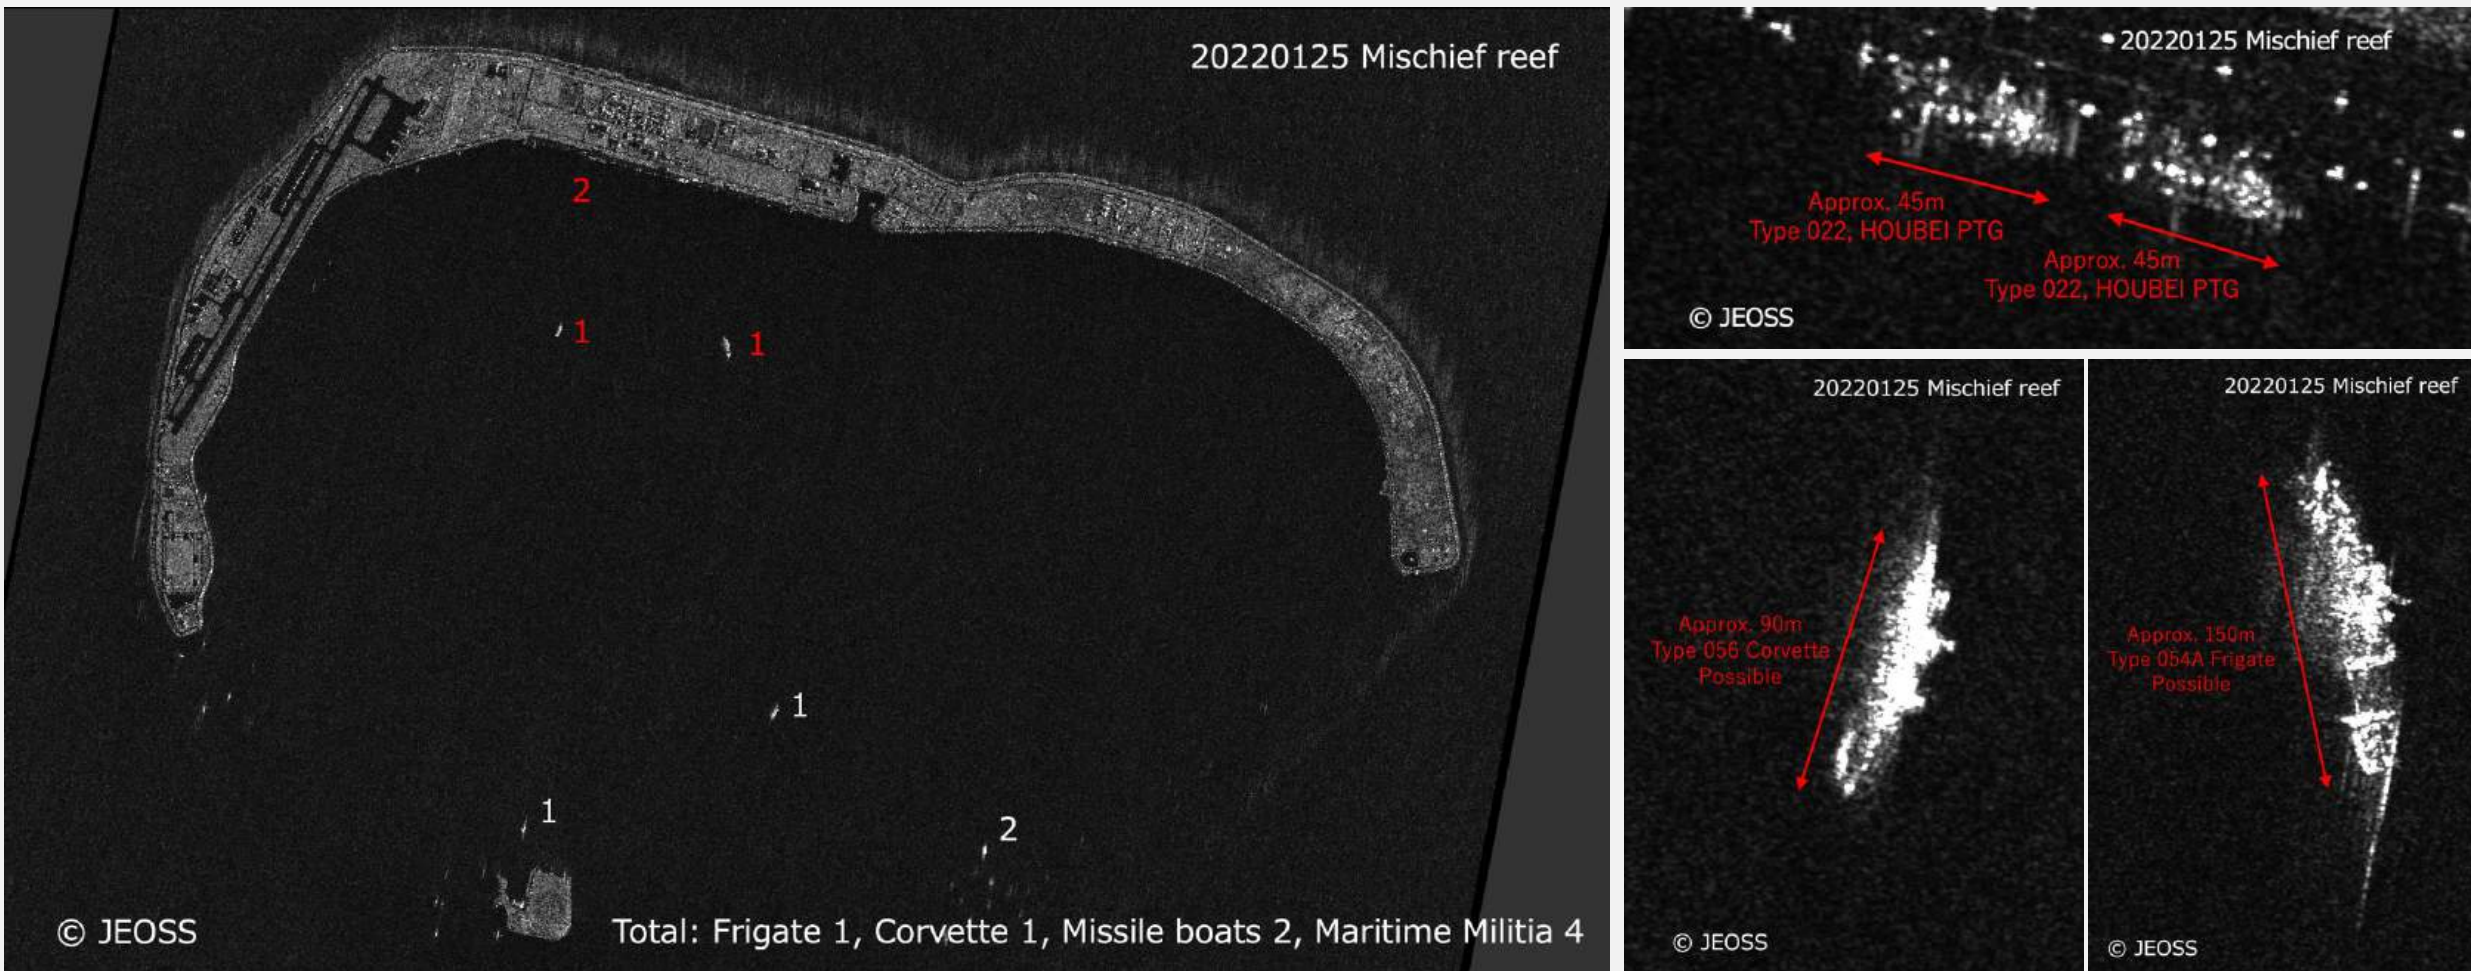 20220125 Mischief reef
2
1
1
1
1
2
© JEOSS
Total: Frigate 1, Corvette 1, Missile boats 2, Maritime Militia 4
20220125 Mischief reef
Approx. 45m
Type 022, HOUBEI PTG
Approx. 45m
Type 022, HOUBEI PTG
© JEOSS
20220125 Mischief reef
Approx. 90m
Type 056 Corvette
Possible
© JEOSS
20220125 Mischief reef
Approx. 150m
Type 054A Frigate
Possible
© JEOSS